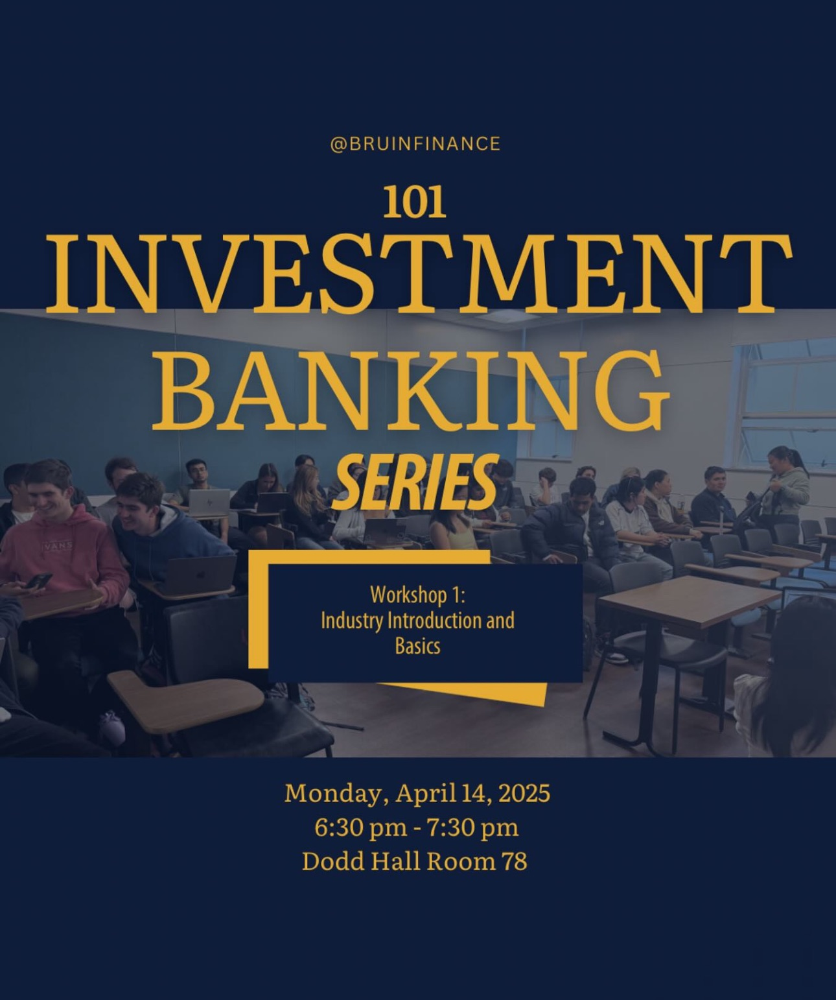 @BRUINFINANCE
101
INVESTMENT
BANKING
SERIES
VANS
Workshop 1:
Industry Introduction and
Basics
Monday, April 14, 2025
6:30 pm - 7:30 pm
Dodd Hall Room 78